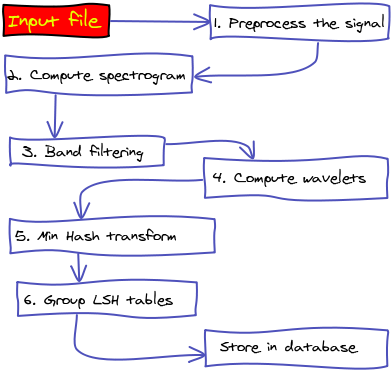 Input file
1. Preprocess the signal
2. Compute spectrogram
3. Band filtering
4. Compute wavelets
5. Min Hash transform
6. Group LSH tables
Store in database